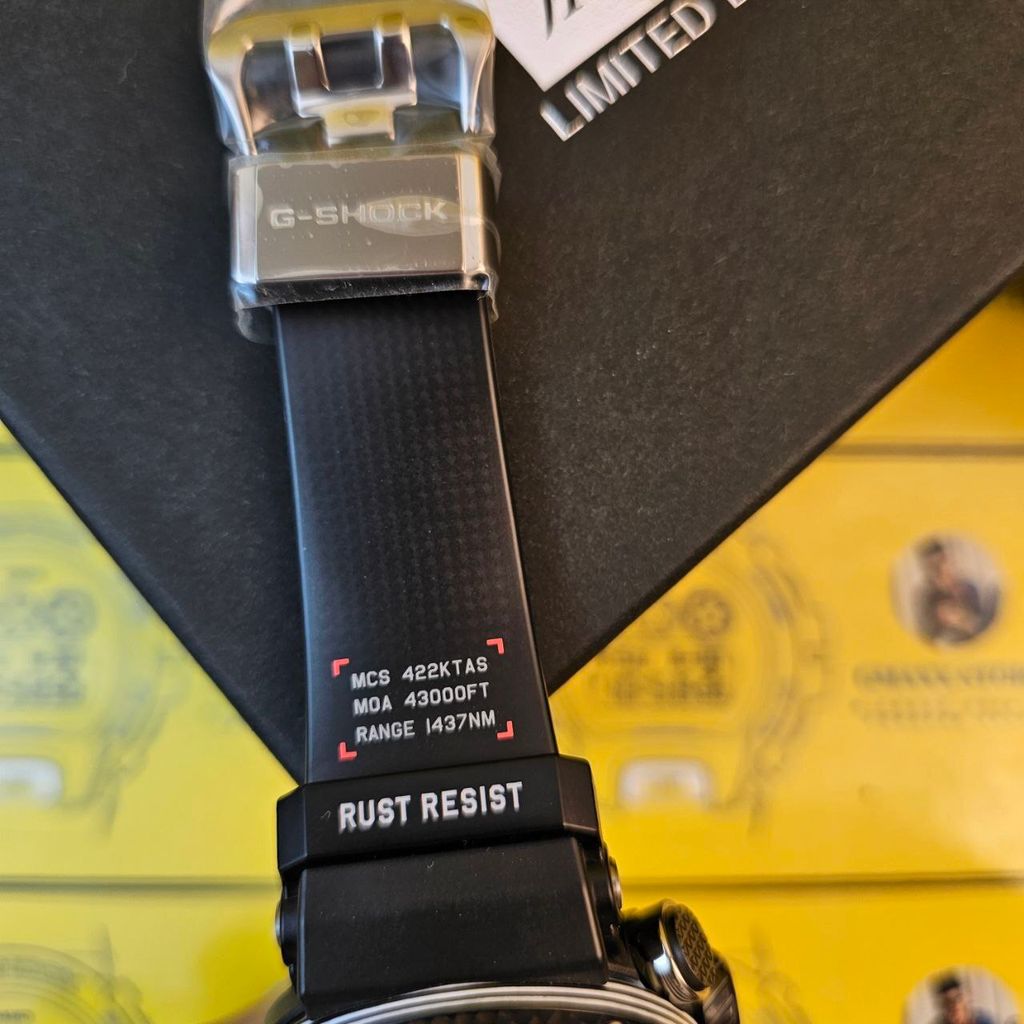 LIMITED
G-SHOCK
MCS 422KTAS
MOA 43000FT
RANGE 1437NM
RUST RESIST